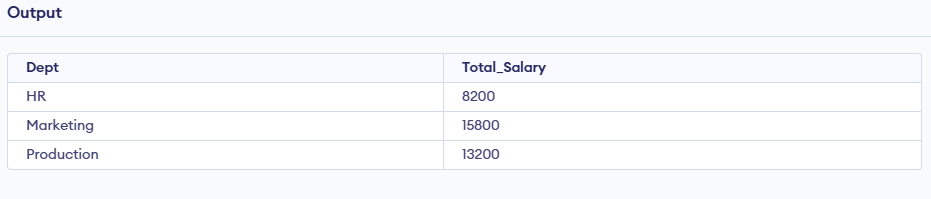 Output
Dept Total_Salary
HR 8200
Marketing 15800
Production 13200